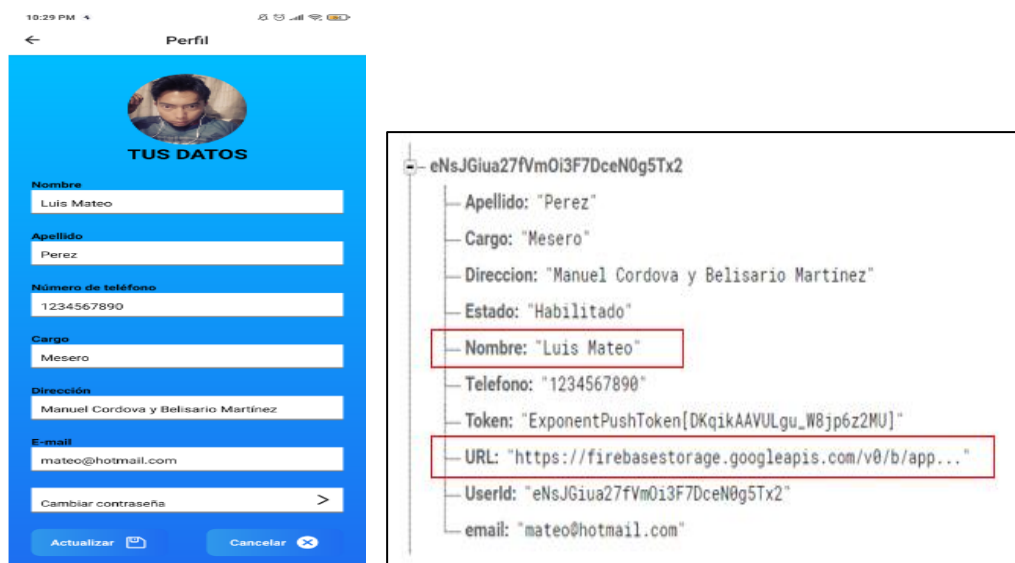 10:29 PM
Perfil
TUS DATOS
Nombre
Luis Mateo
Apellido
Perez
Número de teléfono
1234567890
Cargo
Mesero
Dirección
Manuel Cordova y Belisario Martínez
E-mail
mateo@hotmail.com
Cambiar contraseña >
Actualizar Cancelar
eNsJGiua27fVmOi3F7DceN0g5Tx2
Apellido: "Perez"
Cargo: "Mesero"
Direccion: "Manuel Cordova y Belisario Martinez"
Estado: "Habilitado"
Nombre: "Luis Mateo"
Telefono: "1234567890"
Token: "ExponentPushToken[DKqikAAVULgu_W8jp6z2MU]"
URL: "https://firebasestorage.googleapis.com/v0/b/app..."
UserId: "eNsJGiua27fVmOi3F7DceN0g5Tx2"
email: "mateo@hotmail.com"